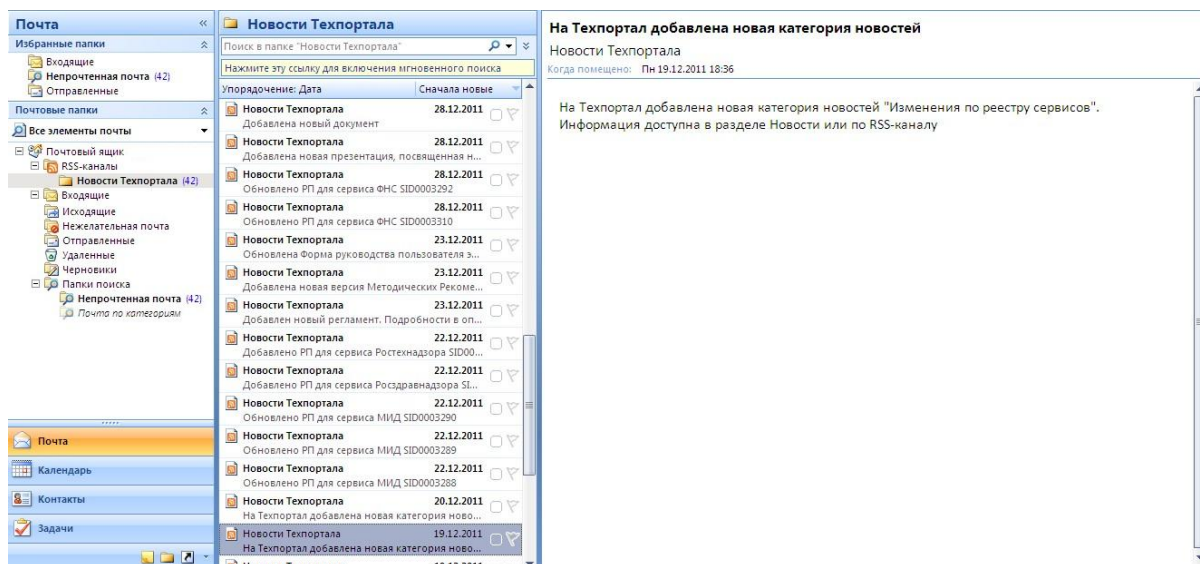 Почта «
Избранные папки
Входящие
Непрочтенная почта (42)
Отправленные
Почтовые папки
Все элементы почты
Почтовый ящик
RSS-каналы
Новости Техпортала (42)
Входящие
Исходящие
Нежелательная почта
Отправленные
Удаленные
Черновики
Папки поиска
Непрочтенная почта (42)
Почта по категориям
Почта
Календарь
Контакты
Задачи
Новости Техпортала
Поиск в папке "Новости Техпортала"
Нажмите эту ссылку для включения мгновенного поиска
Упорядочение: Дата Сначала новые
Новости Техпортала 28.12.2011
Добавлена новый документ
Новости Техпортала 28.12.2011
Добавлена новая презентация, посвященная н...
Новости Техпортала 28.12.2011
Обновлено РП для сервиса ФНС SID0003292
Новости Техпортала 28.12.2011
Обновлено РП для сервиса ФНС SID0003310
Новости Техпортала 23.12.2011
Обновлена Форма руководства пользователя э...
Новости Техпортала 23.12.2011
Добавлена новая версия Методических Рекоме...
Новости Техпортала 23.12.2011
Добавлен новый регламент. Подробности в оп...
Новости Техпортала 22.12.2011
Добавлено РП для сервиса Ростехнадзора SID00...
Новости Техпортала 22.12.2011
Добавлено РП для сервиса Росздравнадзора SI...
Новости Техпортала 22.12.2011
Обновлено РП для сервиса МИД SID0003290
Новости Техпортала 22.12.2011
Обновлено РП для сервиса МИД SID0003289
Новости Техпортала 22.12.2011
Обновлено РП для сервиса МИД SID0003288
Новости Техпортала 20.12.2011
На Техпортал добавлена новая категория ново...
Новости Техпортала 19.12.2011
На Техпортал добавлена новая категория ново...
На Техпортал добавлена новая категория новостей
Новости Техпортала
Когда помещено: Пн 19.12.2011 18:36
На Техпортал добавлена новая категория новостей "Изменения по реестру сервисов".
Информация доступна в разделе Новости или по RSS-каналу